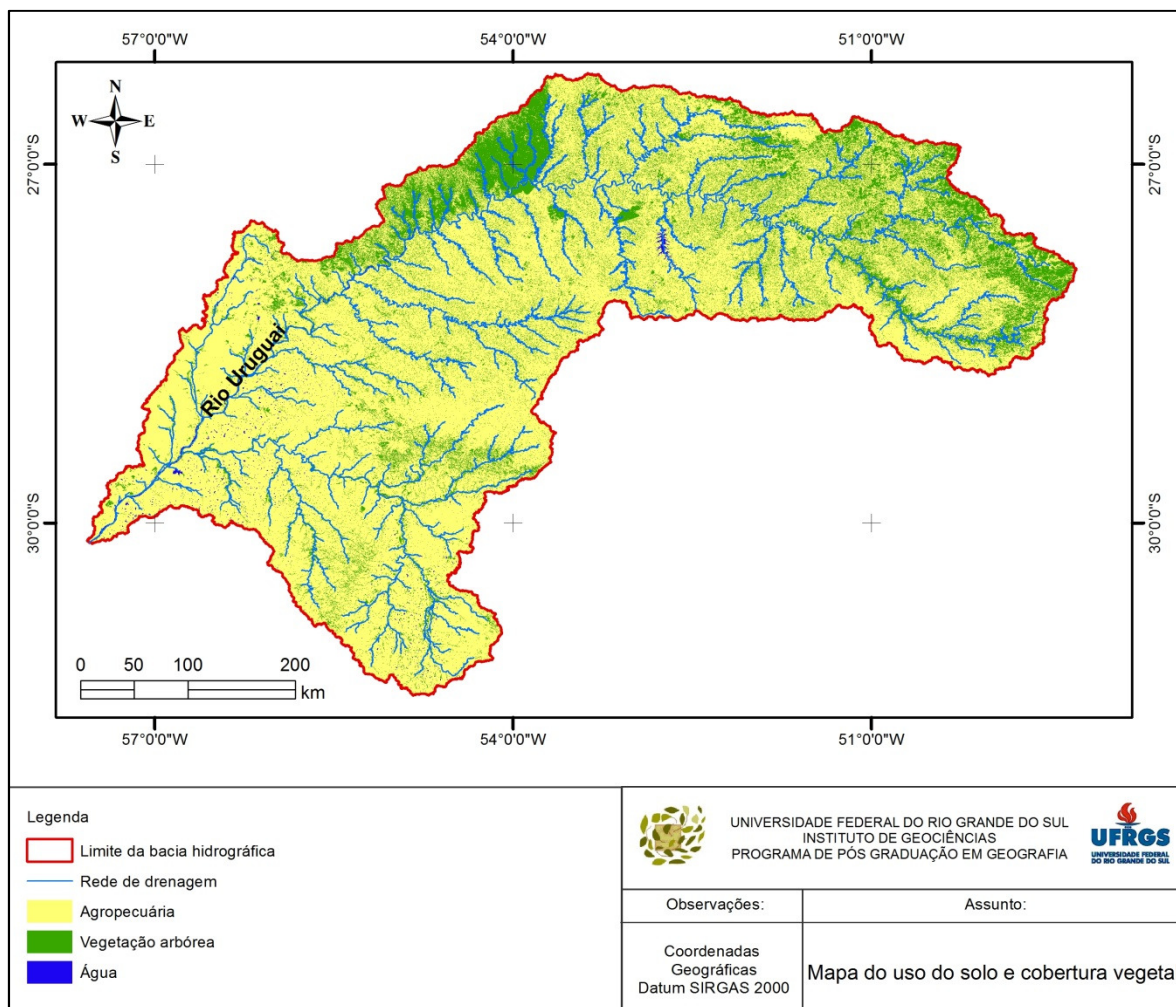 57°0'0"W 54°0'0"W 51°0'0"W
N
W E
S
27°0'0"S 27°0'0"S
Rio Uruguai
30°0'0"S 30°0'0"S
0 50 100 200
km
57°0'0"W 54°0'0"W 51°0'0"W
Legenda
Limite da bacia hidrográfica
Rede de drenagem
Agropecuária
Vegetação arbórea
Água
UNIVERSIDADE FEDERAL DO RIO GRANDE DO SUL
INSTITUTO DE GEOCIÊNCIAS
PROGRAMA DE PÓS GRADUAÇÃO EM GEOGRAFIA
UFRGS
UNIVERSIDADE FEDERAL
DO RIO GRANDE DO SUL
Observações: Assunto:
Coordenadas
Geográficas
Datum SIRGAS 2000
Mapa do uso do solo e cobertura vegeta